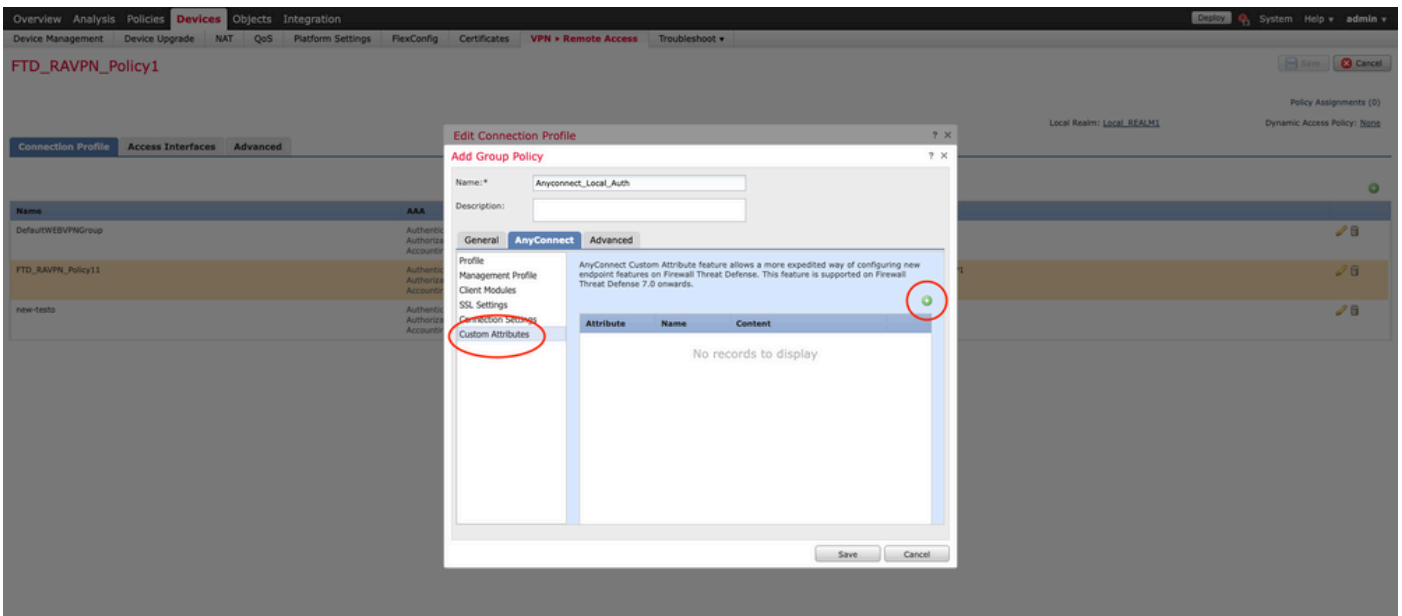 Overview Analysis Policies Devices Objects Integration Deploy System Help admin
Device Management Device Upgrade NAT QoS Platform Settings FlexConfig Certificates VPN Remote Access Troubleshoot
FTD_RAVPN_Policy1
Save Cancel
Policy Assignments (0)
Local Realm: Local_REALM1 Dynamic Access Policy: None
Connection Profile Access Interfaces Advanced
Name AAA
DefaultWEBVPNGroup
FTD_RAVPN_Policy11
new-testo
Edit Connection Profile ? ×
Add Group Policy ? ×
Name:* Anyconnect_Local_Auth
Description:
General AnyConnect Advanced
Profile
Management Profile
Client Modules
SSL Settings
Connection Settings
Custom Attributes
AnyConnect Custom Attribute feature allows a more expedited way of configuring new
endpoint features on Firewall Threat Defense. This feature is supported on Firewall
Threat Defense 7.0 onwards.
Attribute Name Content
No records to display
Save Cancel